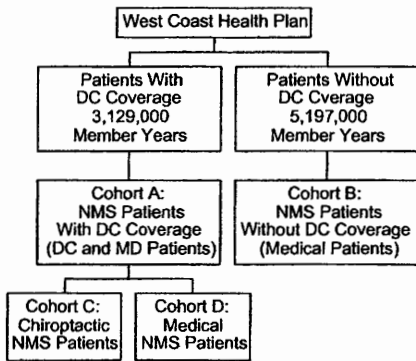 West Coast Health Plan
Patients With
DC Coverage
3,129,000
Member Years
Patients Without
DC Cverage
5,197,000
Member Years
Cohort A:
NMS Patients
With DC Coverage
(DC and MD Patients)
Cohort B:
NMS Patients
Without DC Coverage
(Medical Patients)
Cohort C:
Chiroptactic
NMS Patients
Cohort D:
Medical
NMS Patients